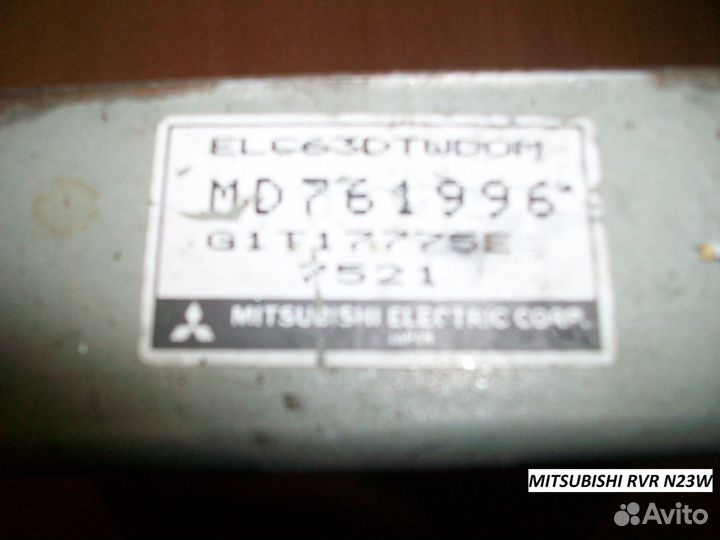 ELC63DTWDOM
MD761996
G1T17775E
7521
MITSUBISHI ELECTRIC CORP.
JAPAN
MITSUBISHI RVR N23W
Avito